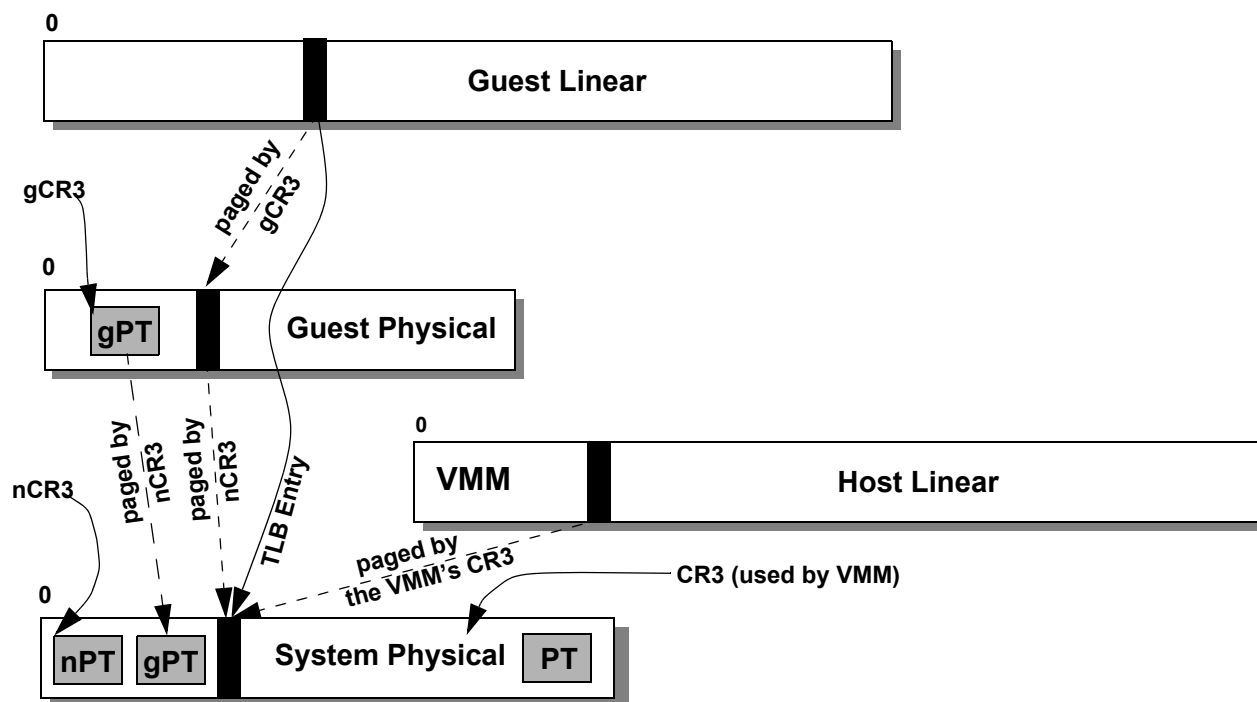 0
Guest Linear
paged by
gCR3
gCR3
0
gPT
Guest Physical
paged by
nCR3
paged by
nCR3
TLB Entry
0
VMM
Host Linear
nCR3
paged by
the VMM's CR3
CR3 (used by VMM)
0
nPT
gPT
System Physical
PT